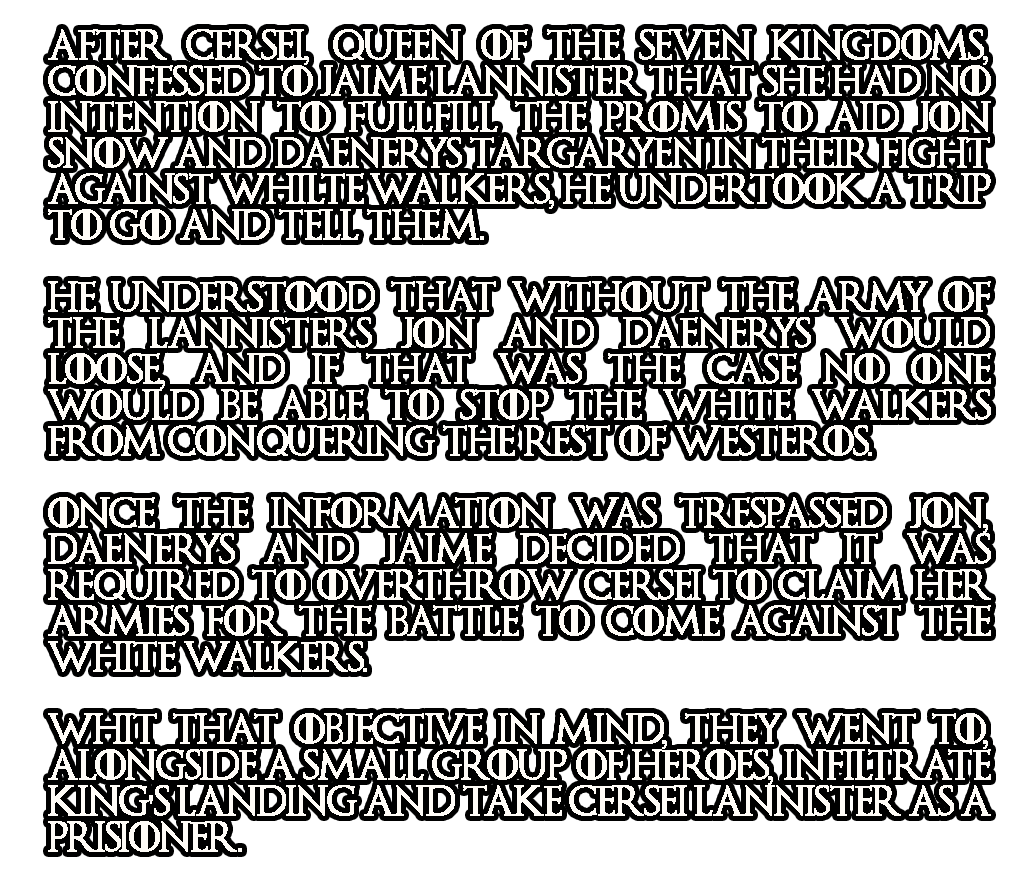 AFTER CERSEI, QUEEN OF THE SEVEN KINGDOMS,
CONFESSED TO JAIME LANNISTER THAT SHE HAD NO
INTENTION TO FULLFILL THE PROMIS TO AID JON
SNOW AND DAENERYS TARGARYEN IN THEIR FIGHT
AGAINST WHILTE WALKERS, HE UNDERTOOK A TRIP
TO GO AND TELL THEM.
HE UNDERSTOOD THAT WITHOUT THE ARMY OF
THE LANNISTERS JON AND DAENERYS WOULD
LOOSE, AND IF THAT WAS THE CASE NO ONE
WOULD BE ABLE TO STOP THE WHITE WALKERS
FROM CONQUERING THE REST OF WESTEROS.
ONCE THE INFORMATION WAS TRESPASSED JON,
DAENERYS AND JAIME DECIDED THAT IT WAS
REQUIRED TO OVERTHROW CERSEI TO CLAIM HER
ARMIES FOR THE BATTLE TO COME AGAINST THE
WHITE WALKERS.
WHIT THAT OBJECTIVE IN MIND, THEY WENT TO,
ALONGSIDE A SMALL GROUP OF HEROES, INFILTRATE
KING'S LANDING AND TAKE CERSEI LANNISTER AS A
PRISIONER.